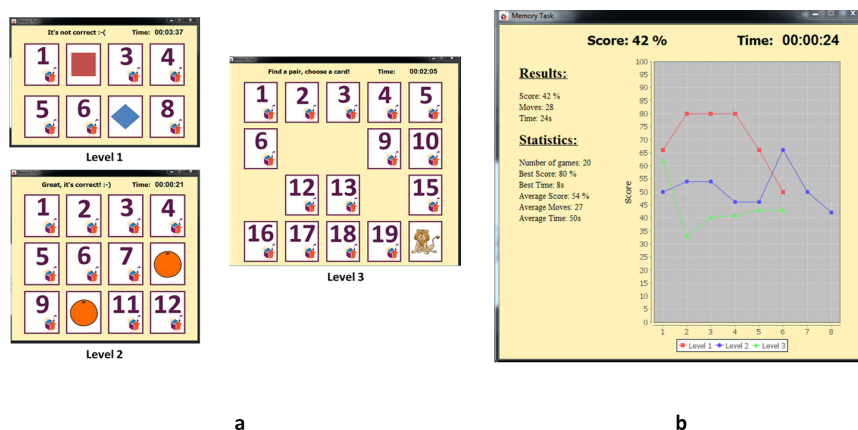 Memory Task
It's not correct :-( Time: 00:03:37
1 3 4
5 6 8
Level 1
Memory Task
Great, it's correct! :-) Time: 00:00:21
1 2 3 4
5 6 7
9 11 12
Level 2
Memory Task
Find a pair, choose a card! Time: 00:02:05
1 2 3 4 5
6 9 10
12 13 15
16 17 18 19
Level 3
a
Memory Task
Score: 42 % Time: 00:00:24
Results:
Score: 42 %
Moves: 28
Time: 24s
Statistics:
Number of games: 20
Best Score: 80 %
Best Time: 8s
Average Score: 54 %
Average Moves: 27
Average Time: 50s
Score
100
95
90
85
80
75
70
65
60
55
50
45
40
35
30
25
20
15
10
5
0
1 2 3 4 5 6 7 8
Level 1 Level 2 Level 3
b